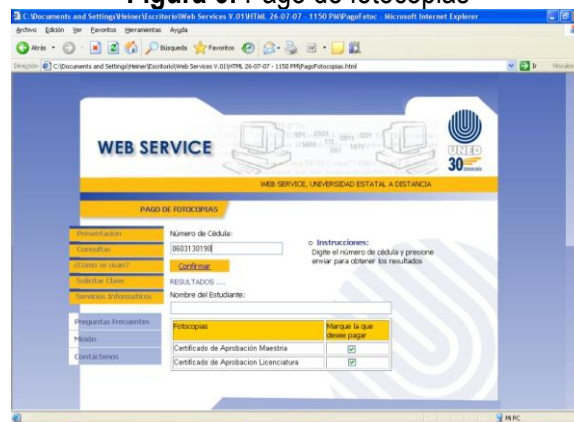 Pago de fotocopias
C:\Documents and Settings\Heiner\Escritorio\Web Services V.01\HTML 26-07-07 - 1150 PM\PagoFotoc - Microsoft Internet Explorer
Archivo Edición Ver Favoritos Herramientas Ayuda
Atrás Búsqueda Favoritos
Dirección C:\Documents and Settings\Heiner\Escritorio\Web Services V.01\HTML 26-07-07 - 1150 PM\PagoFotocopias.html Ir Vínculos
WEB SERVICE
UNED
30
WEB SERVICE, UNIVERSIDAD ESTATAL A DISTANCIA
PAGO DE FOTOCOPIAS
Presentacion
Consultas
¿Como se usan?
Solicitar Clave
Servicios Informaticos
Preguntas Frecuentes
Misión
Contáctenos
Número de Cédula:
0603130190
Confirmar
Instrucciones:
Digite el número de cédula y presione
enviar para obtener los resultados
RESULTADOS ....
Nombre del Estudiante:
Fotocopias Marque la que
desee pagar
Certificado de Aprobación Maestria
Certificado de Aprobacion Licenciatura
Mi PC